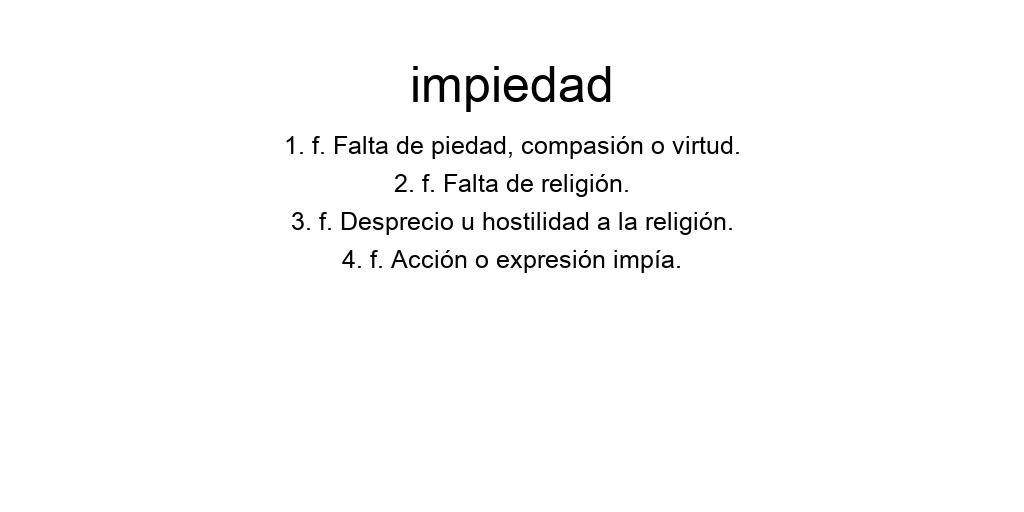 impiedad
1. f. Falta de piedad, compasión o virtud.
2. f. Falta de religión.
3. f. Desprecio u hostilidad a la religión.
4. f. Acción o expresión impía.